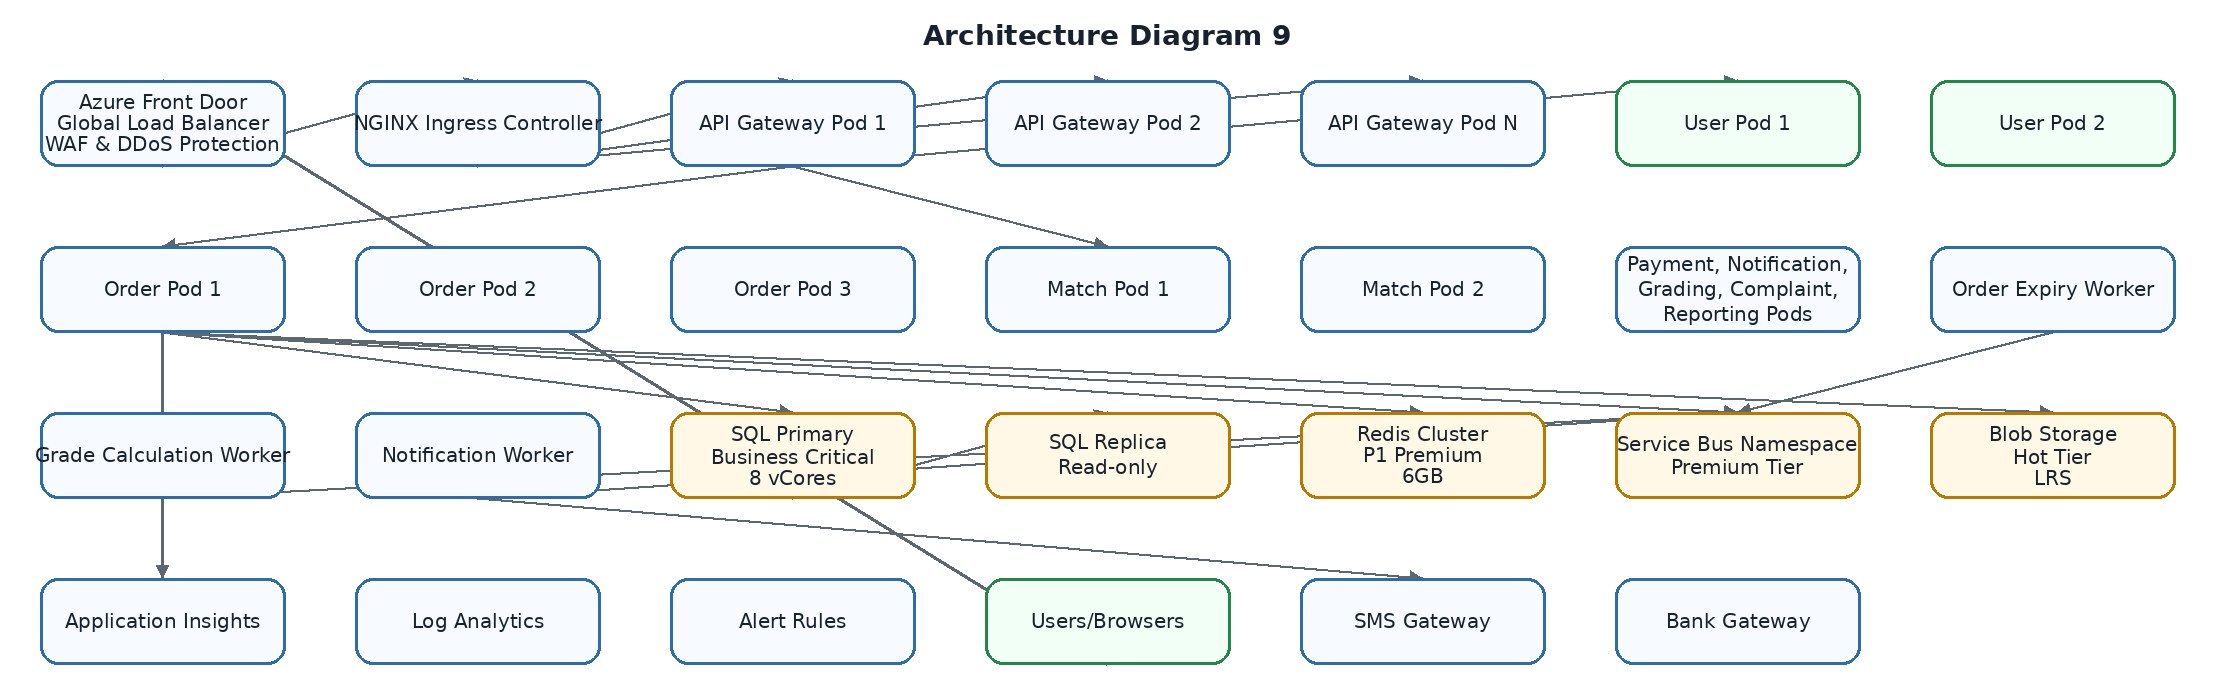 Architecture Diagram 9
Azure Front Door
Global Load Balancer
WAF & DDoS Protection
NGINX Ingress Controller
API Gateway Pod 1
API Gateway Pod 2
API Gateway Pod N
User Pod 1
User Pod 2
Order Pod 1
Order Pod 2
Order Pod 3
Match Pod 1
Match Pod 2
Payment, Notification,
Grading, Complaint,
Reporting Pods
Order Expiry Worker
Grade Calculation Worker
Notification Worker
SQL Primary
Business Critical
8 vCores
SQL Replica
Read-only
Redis Cluster
P1 Premium
6GB
Service Bus Namespace
Premium Tier
Blob Storage
Hot Tier
LRS
Application Insights
Log Analytics
Alert Rules
Users/Browsers
SMS Gateway
Bank Gateway